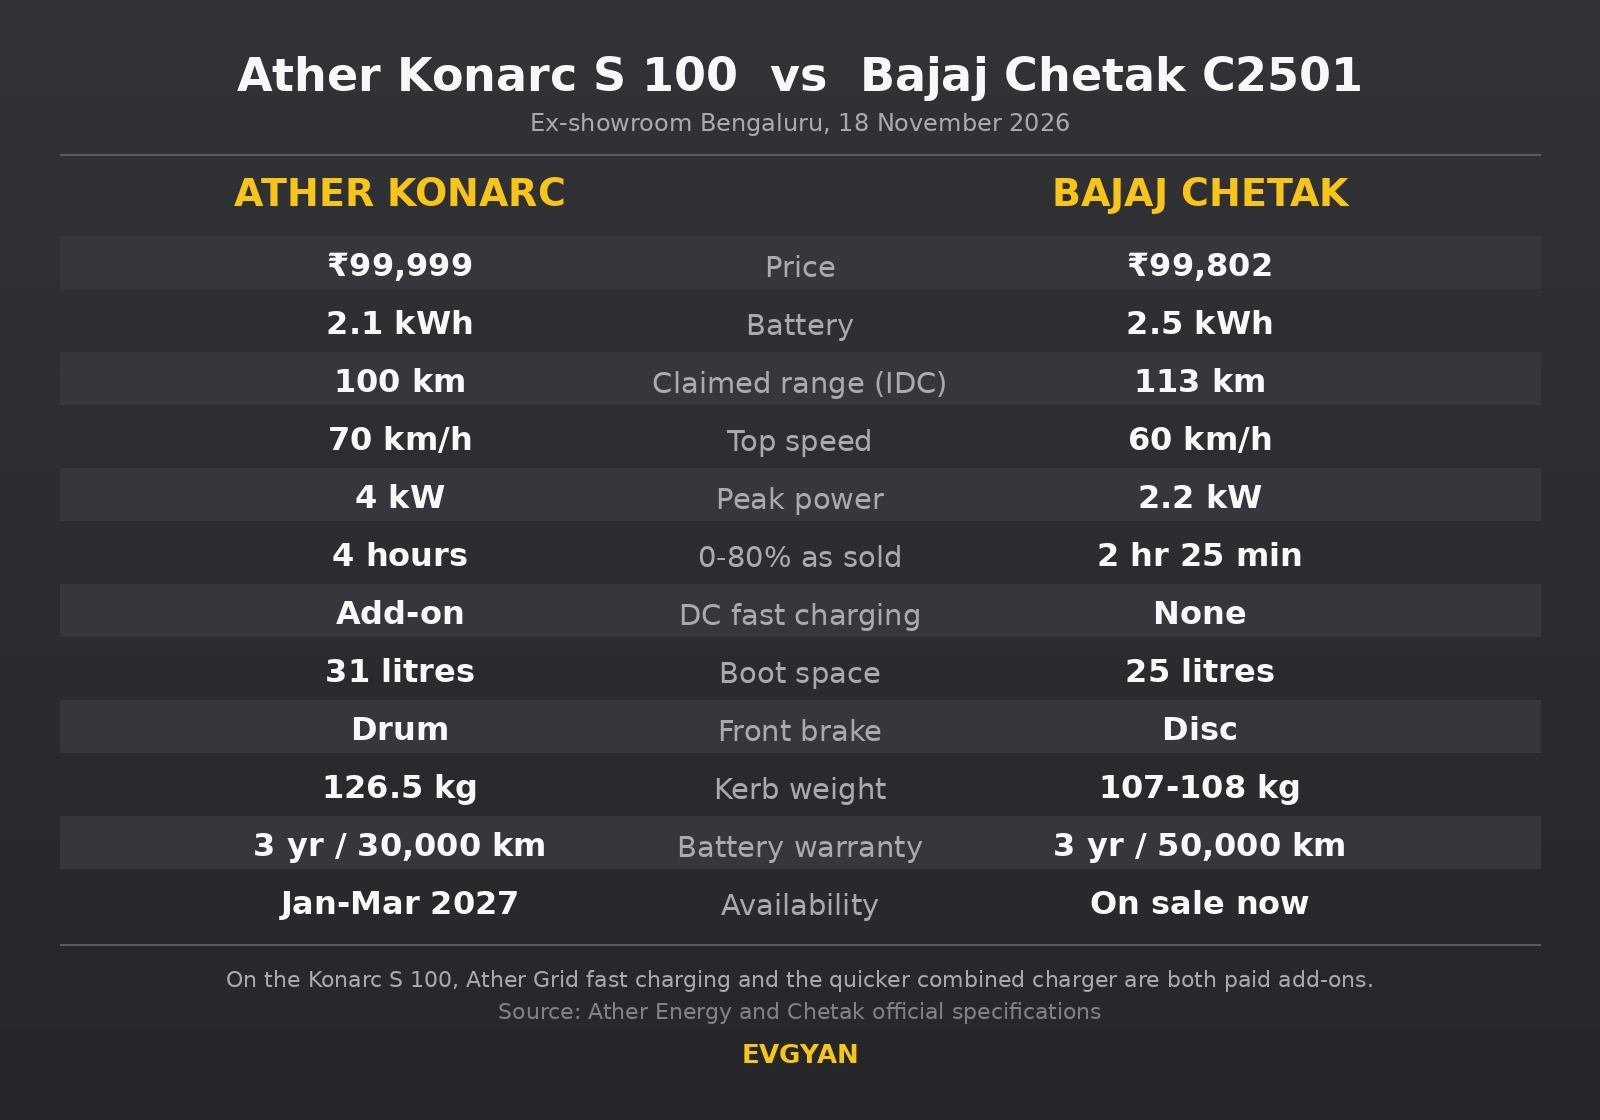 Ather Konarc S 100 vs Bajaj Chetak C2501
Ex-showroom Bengaluru, 18 November 2026
ATHER KONARC BAJAJ CHETAK
₹99,999 Price ₹99,802
2.1 kWh Battery 2.5 kWh
100 km Claimed range (IDC) 113 km
70 km/h Top speed 60 km/h
4 kW Peak power 2.2 kW
4 hours 0-80% as sold 2 hr 25 min
Add-on DC fast charging None
31 litres Boot space 25 litres
Drum Front brake Disc
126.5 kg Kerb weight 107-108 kg
3 yr / 30,000 km Battery warranty 3 yr / 50,000 km
Jan-Mar 2027 Availability On sale now
On the Konarc S 100, Ather Grid fast charging and the quicker combined charger are both paid add-ons.
Source: Ather Energy and Chetak official specifications
EVGYAN